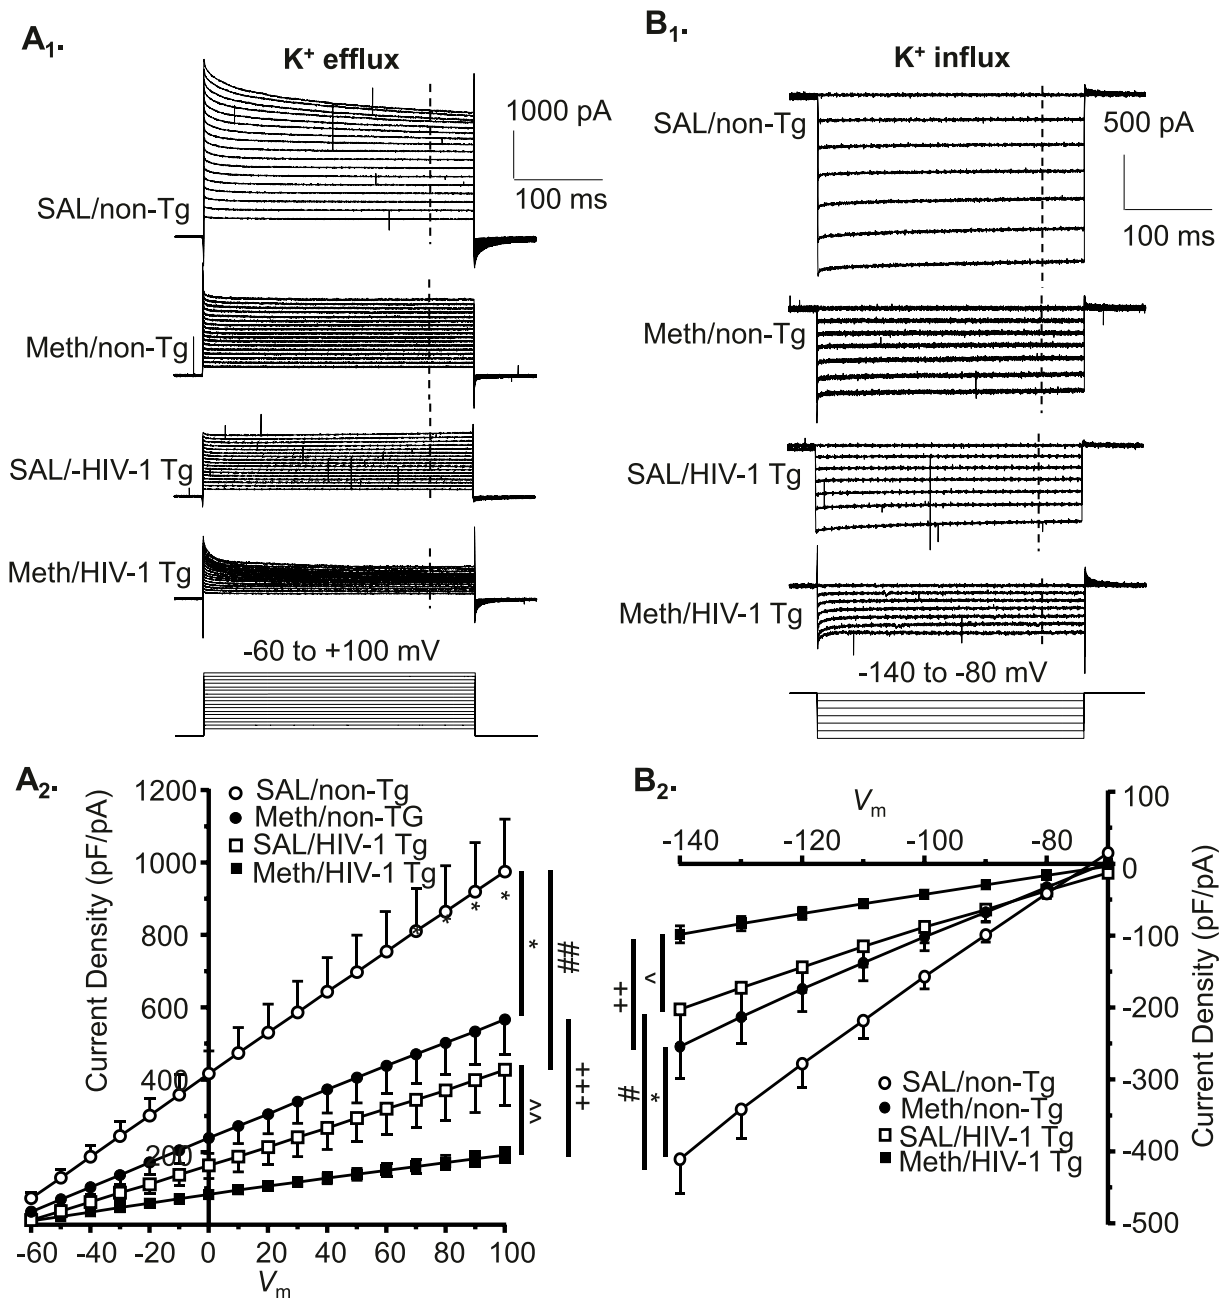 A1.
K+ efflux
1000 pA
100 ms
SAL/non-Tg
Meth/non-Tg
SAL/-HIV-1 Tg
Meth/HIV-1 Tg
-60 to +100 mV
B1.
K+ influx
SAL/non-Tg
500 pA
100 ms
Meth/non-Tg
SAL/HIV-1 Tg
Meth/HIV-1 Tg
-140 to -80 mV
A2.
Current Density (pF/pA)
1200
1000
800
600
400
200
SAL/non-Tg
Meth/non-TG
SAL/HIV-1 Tg
Meth/HIV-1 Tg
* * * *
*
##
+++
^^
-60 -40 -20 0 20 40 60 80 100
Vm
B2.
Vm
-140 -120 -100 -80
100
0
-100
-200
-300
-400
-500
Current Density (pF/pA)
++
^
#
*
SAL/non-Tg
Meth/non-Tg
SAL/HIV-1 Tg
Meth/HIV-1 Tg